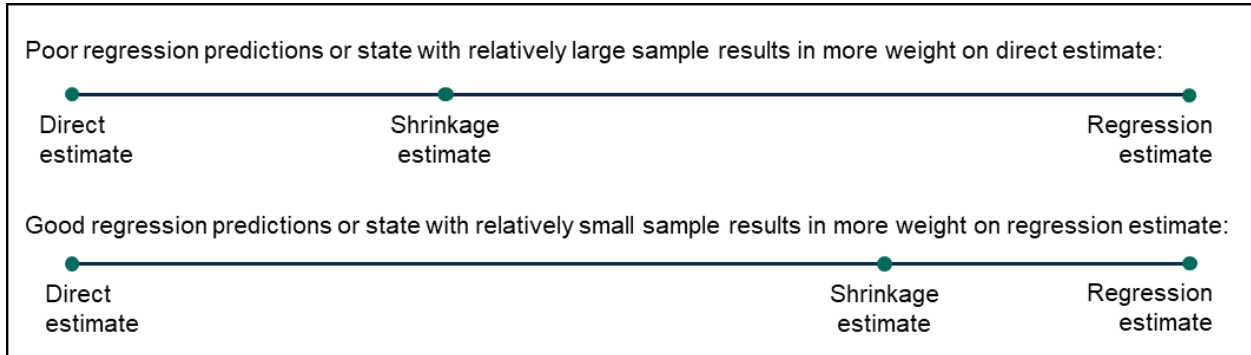 Poor regression predictions or state with relatively large sample results in more weight on direct estimate:
Direct
estimate
Shrinkage
estimate
Regression
estimate
Good regression predictions or state with relatively small sample results in more weight on regression estimate:
Direct
estimate
Shrinkage
estimate
Regression
estimate